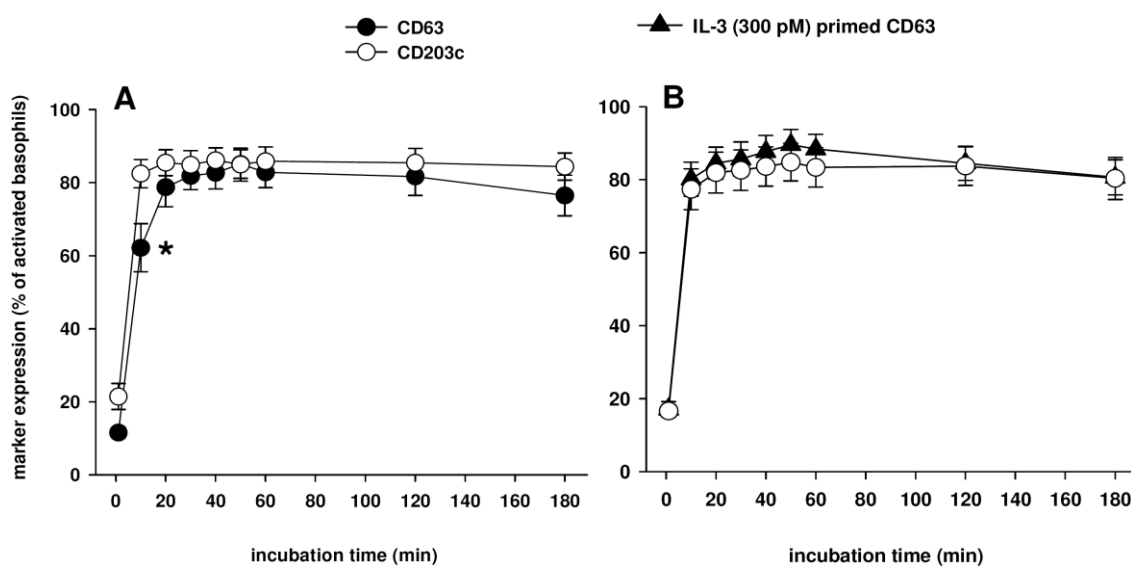 CD63
CD203c
IL-3 (300 pM) primed CD63
A
B
marker expression (% of activated basophils)
100
80
60
40
20
0
0 20 40 60 80 100 120 140 160 180
incubation time (min)
*
100
80
60
40
20
0
0 20 40 60 80 100 120 140 160 180
incubation time (min)